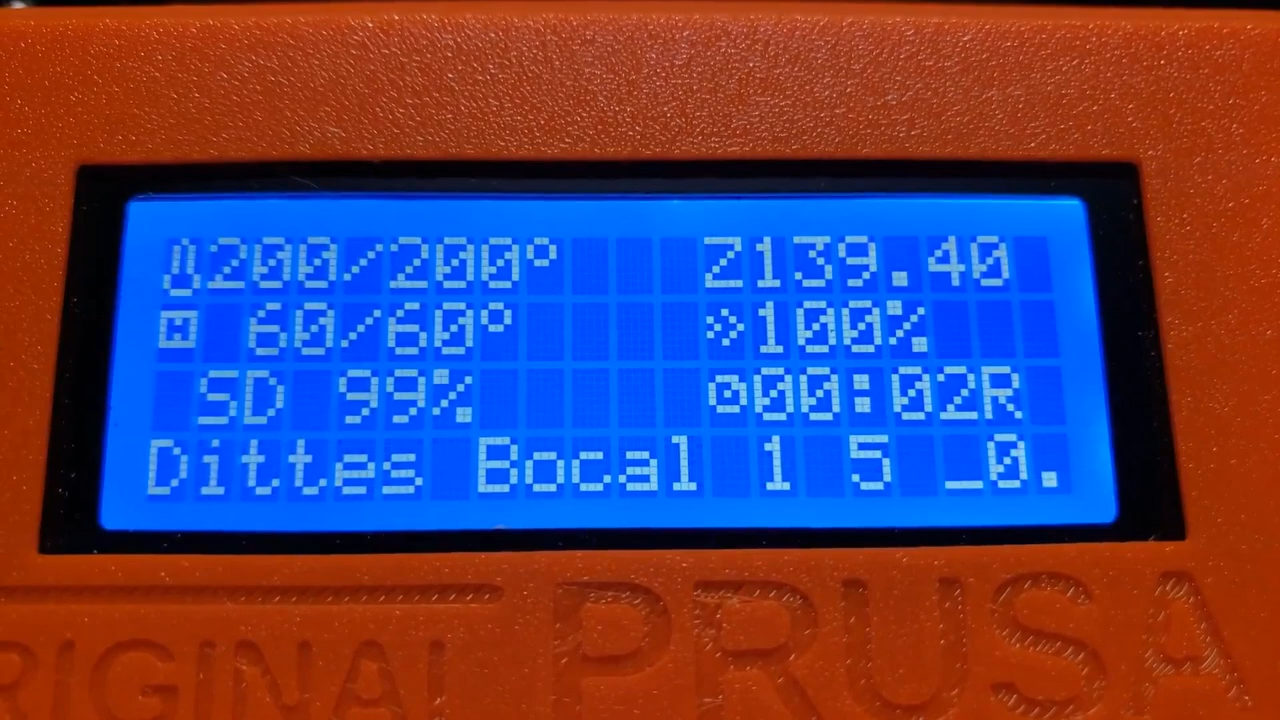 200/200° Z139.40
60/60° 100%
SD 99% 00:02R
Dittes Bocal 1 5 _0.
ORIGINAL PRUSA